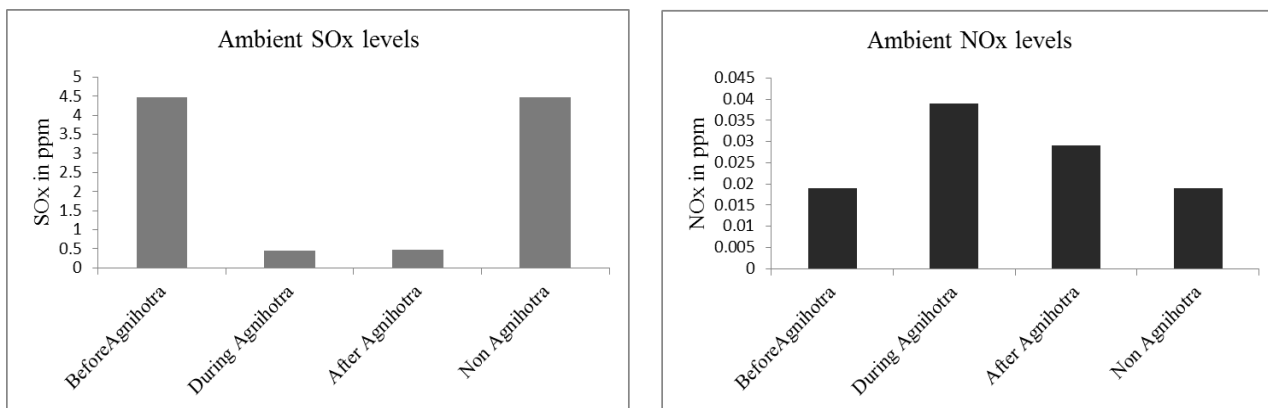 Ambient SOx levels
SOx in ppm
5
4.5
4
3.5
3
2.5
2
1.5
1
0.5
0
BeforeAgnihotra
During Agnihotra
After Agnihotra
Non Agnihotra
Ambient NOx levels
NOx in ppm
0.045
0.04
0.035
0.03
0.025
0.02
0.015
0.01
0.005
0
BeforeAgnihotra
During Agnihotra
After Agnihotra
Non Agnihotra